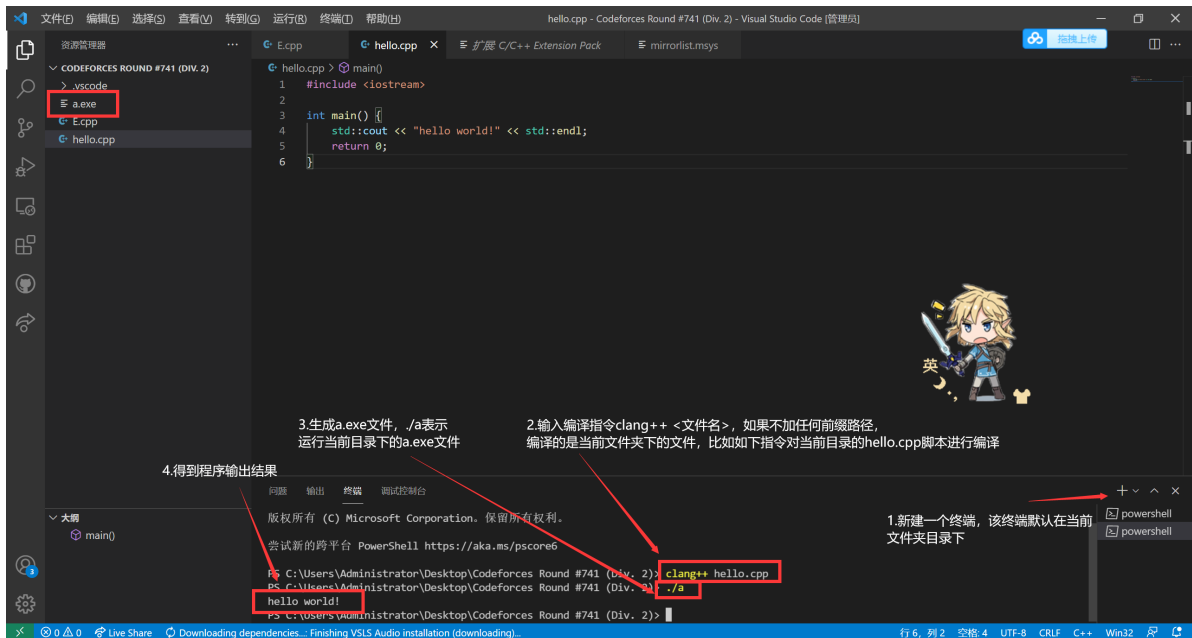 文件(F) 编辑(E) 选择(S) 查看(V) 转到(G) 运行(R) 终端(T) 帮助(H)
hello.cpp - Codeforces Round #741 (Div. 2) - Visual Studio Code [管理员]
资源管理器 ···
E.cpp
hello.cpp
扩展 C/C++ Extension Pack
mirrorlist.msys
拖拽上传
CODEFORCES ROUND #741 (DIV. 2)
.vscode
a.exe
E.cpp
hello.cpp
hello.cpp > main()
1 #include <iostream>
2
3 int main() {
4 std::cout << "hello world!" << std::endl;
5 return 0;
6 }
英
3.生成a.exe文件，./a表示
运行当前目录下的a.exe文件
2.输入编译指令clang++ <文件名>，如果不加任何前缀路径，
编译的是当前文件夹下的文件，比如如下指令对当前目录的hello.cpp脚本进行编译
4.得到程序输出结果
1.新建一个终端，该终端默认在当前
文件夹目录下
问题 输出 终端 调试控制台
版权所有 (C) Microsoft Corporation。保留所有权利。
尝试新的跨平台 PowerShell https://aka.ms/pscore6
PS C:\Users\Administrator\Desktop\Codeforces Round #741 (Div. 2)> clang++ hello.cpp
PS C:\Users\Administrator\Desktop\Codeforces Round #741 (Div. 2)> ./a
hello world!
PS C:\Users\Administrator\Desktop\Codeforces Round #741 (Div. 2)>
powershell
powershell
大纲
main()
3
0 0 Live Share Downloading dependencies...: Finishing VSLS Audio installation (downloading)...
行 6，列 2 空格: 4 UTF-8 CRLF C++ Win32